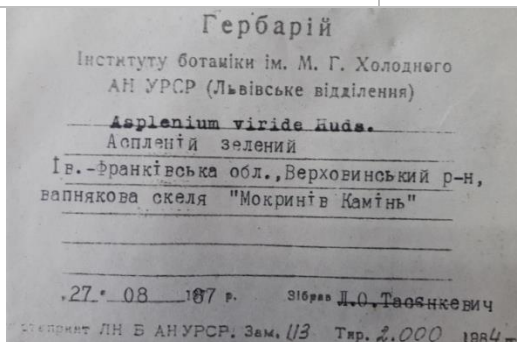 Гербарій
Інституту ботаніки ім. М. Г. Холодного
АН УРСР (Львівське відділення)
Asplenium viride Huds.
Аспленій зелений
Ів.-Франківська обл., Верховинський р-н,
вапнякова скеля "Мокринів Камінь"
"27" 08 1987 р. Зібрав Л.О.Тасєнкевич
ЛН Б АН УРСР. Зам. 113 Тир. 2.000 1984